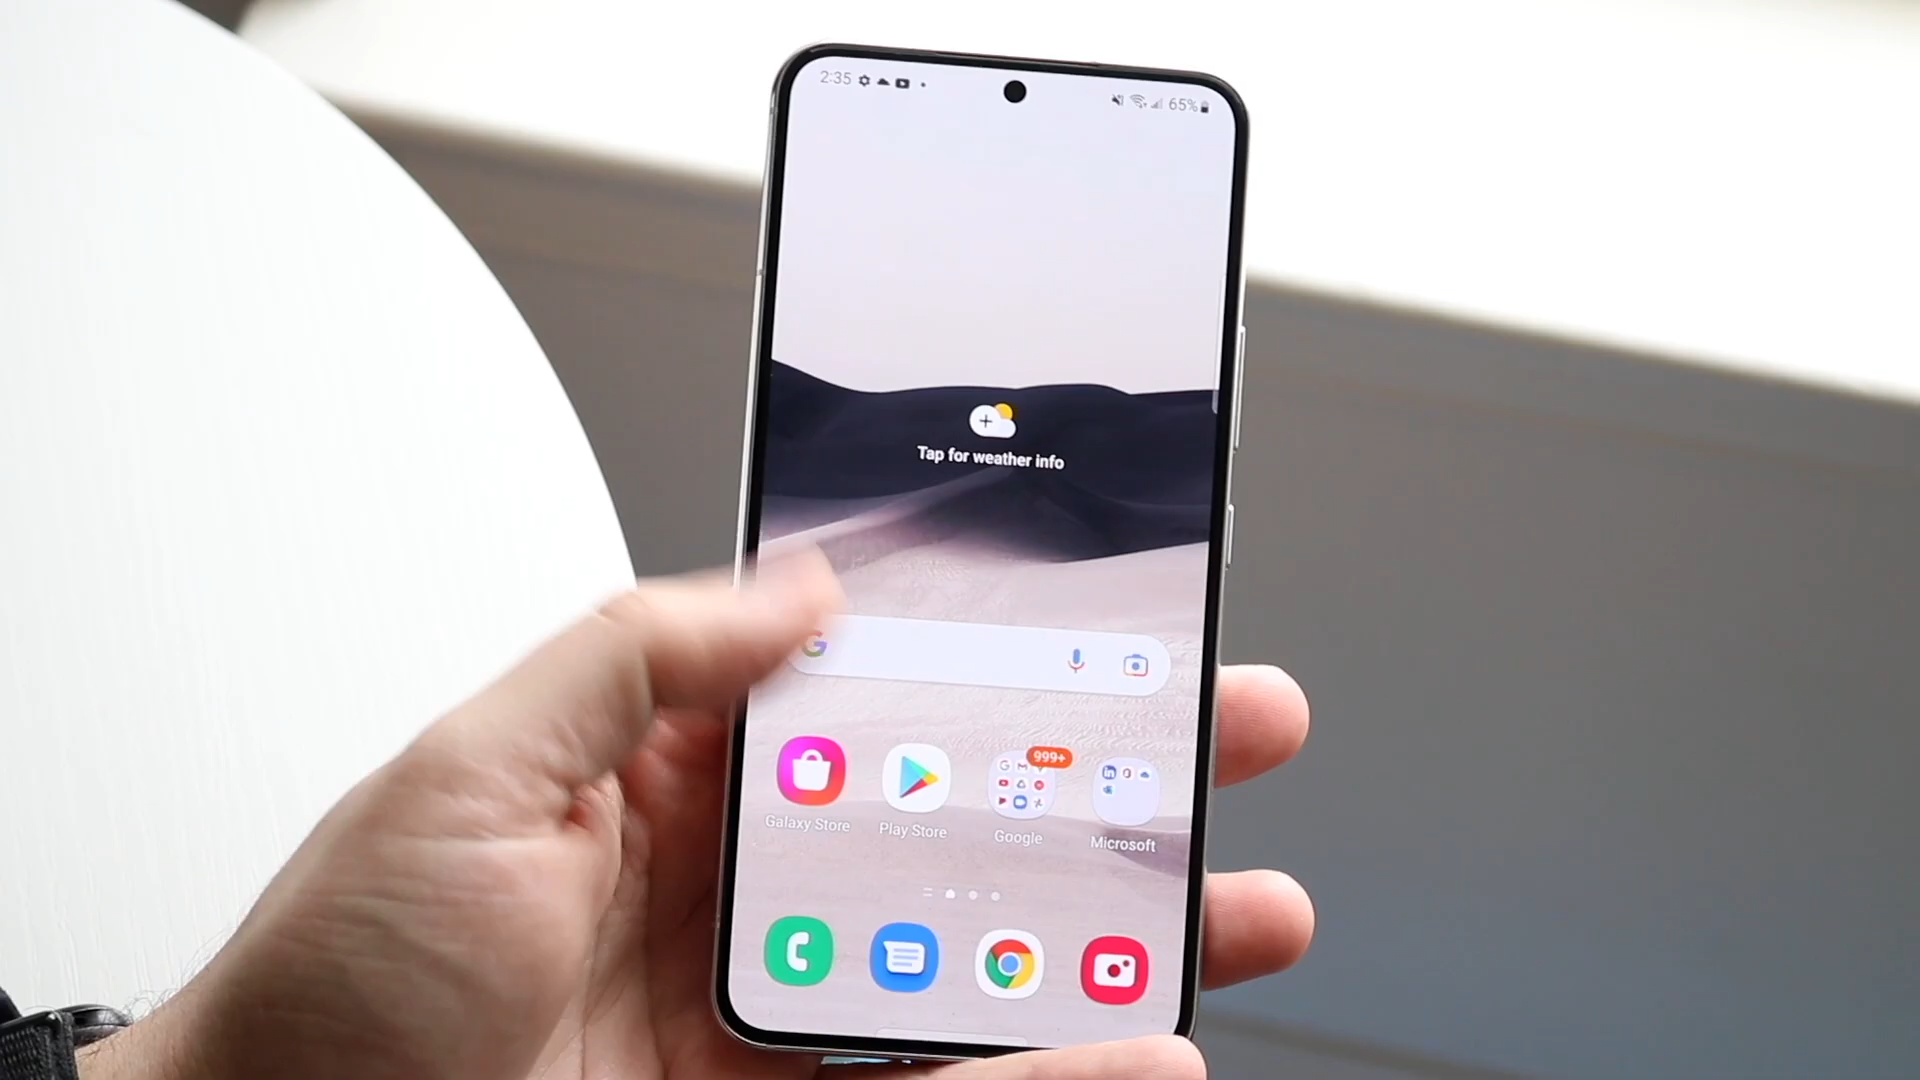 2:35
65%
Tap for weather info
999+
Galaxy Store
Play Store
Google
Microsoft